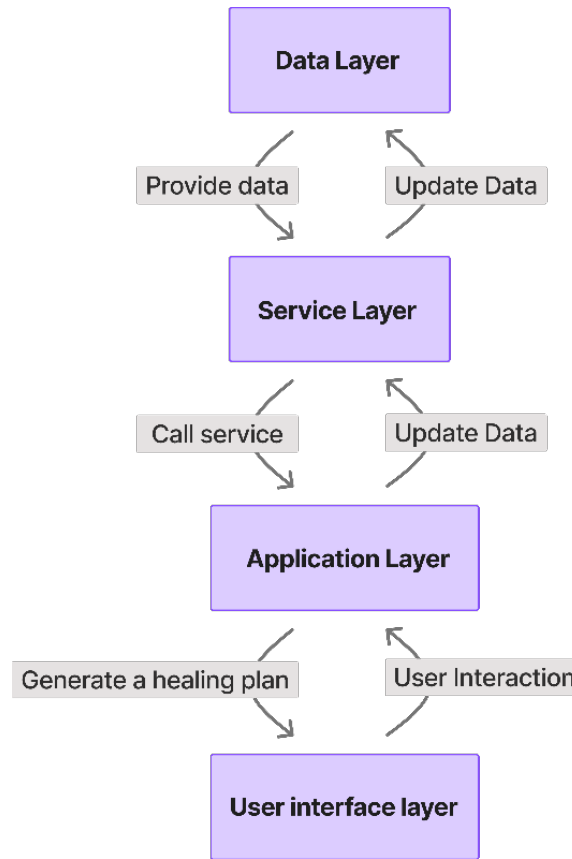 Data Layer
Provide data
Update Data
Service Layer
Call service
Update Data
Application Layer
Generate a healing plan
User Interaction
User interface layer